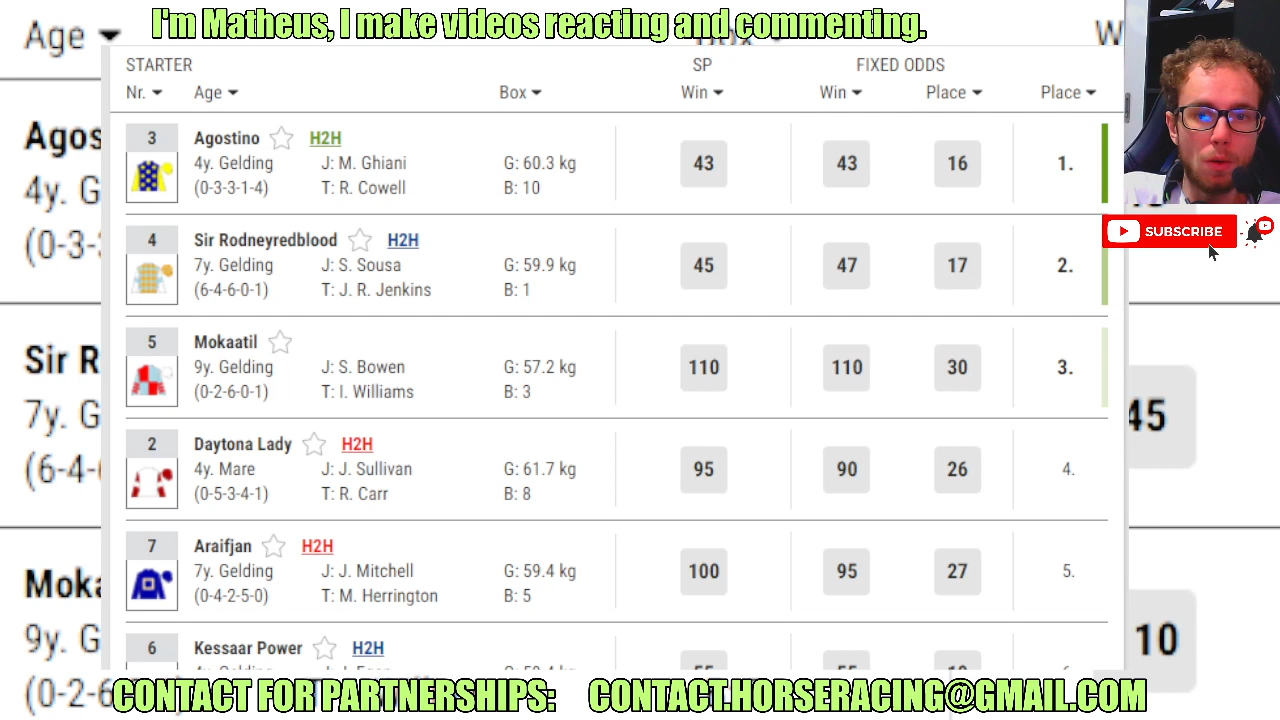 I'm Matheus, I make videos reacting and commenting.
Age
W
STARTER SP FIXED ODDS
Nr. Age Box Win Win Place Place
3 Agostino H2H
4y. Gelding J: M. Ghiani G: 60.3 kg 43 43 16 1.
(0-3-3-1-4) T: R. Cowell B: 10
SUBSCRIBE
4 Sir Rodneyredblood H2H
7y. Gelding J: S. Sousa G: 59.9 kg 45 47 17 2.
(6-4-6-0-1) T: J. R. Jenkins B: 1
5 Mokaatil
9y. Gelding J: S. Bowen G: 57.2 kg 110 110 30 3.
(0-2-6-0-1) T: I. Williams B: 3
2 Daytona Lady H2H
4y. Mare J: J. Sullivan G: 61.7 kg 95 90 26 4.
(0-5-3-4-1) T: R. Carr B: 8
7 Araifjan H2H
7y. Gelding J: J. Mitchell G: 59.4 kg 100 95 27 5.
(0-4-2-5-0) T: M. Herrington B: 5
6 Kessaar Power H2H
Agos
4y. G
(0-3-
Sir R
7y. G
(6-4-
45
Moka
9y. G
10
(0-2-6
CONTACT FOR PARTNERSHIPS: CONTACT.HORSERACING@GMAIL.COM